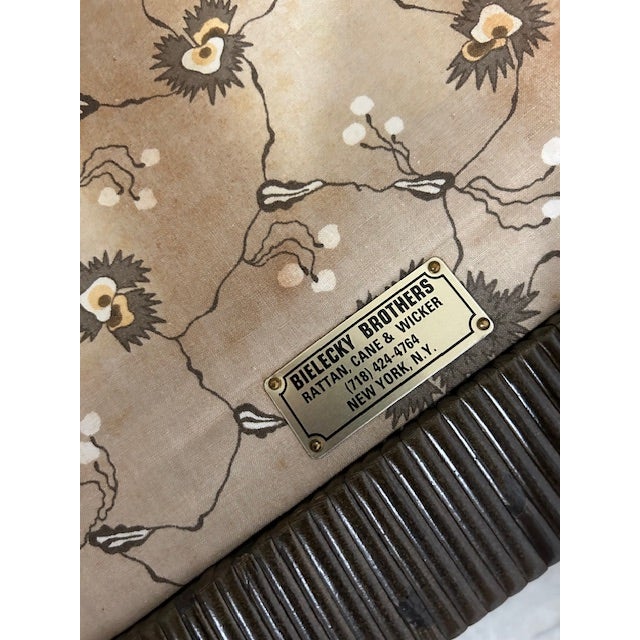 BIELECKY BROTHERS
RATTAN, CANE & WICKER
(718) 424-4764
NEW YORK, N.Y.